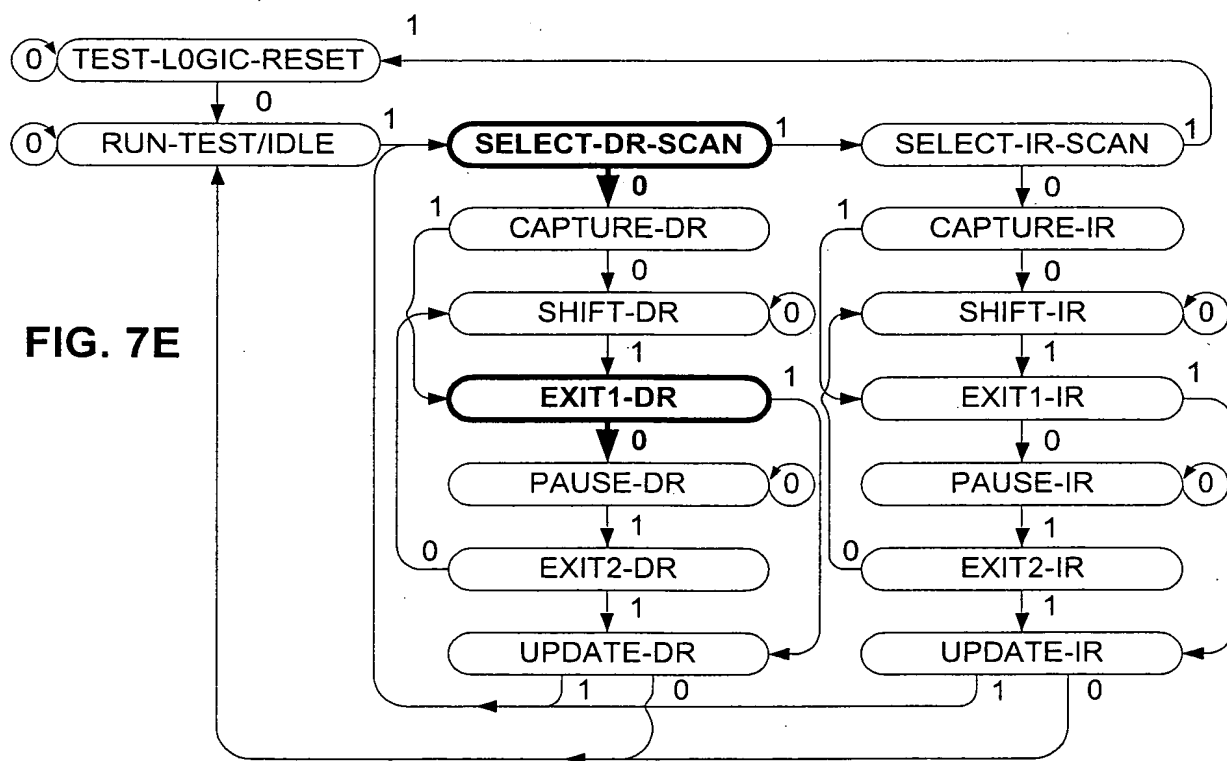 1
0 TEST-L0GIC-RESET
0
0 RUN-TEST/IDLE 1 SELECT-DR-SCAN 1 SELECT-IR-SCAN 1
0 0
1 CAPTURE-DR 1 CAPTURE-IR
0 0
SHIFT-DR 0 SHIFT-IR 0
FIG. 7E
1 1
EXIT1-DR 1 EXIT1-IR 1
0 0
PAUSE-DR 0 PAUSE-IR 0
1 1
0 EXIT2-DR 0 EXIT2-IR
1 1
UPDATE-DR UPDATE-IR
1 0 1 0